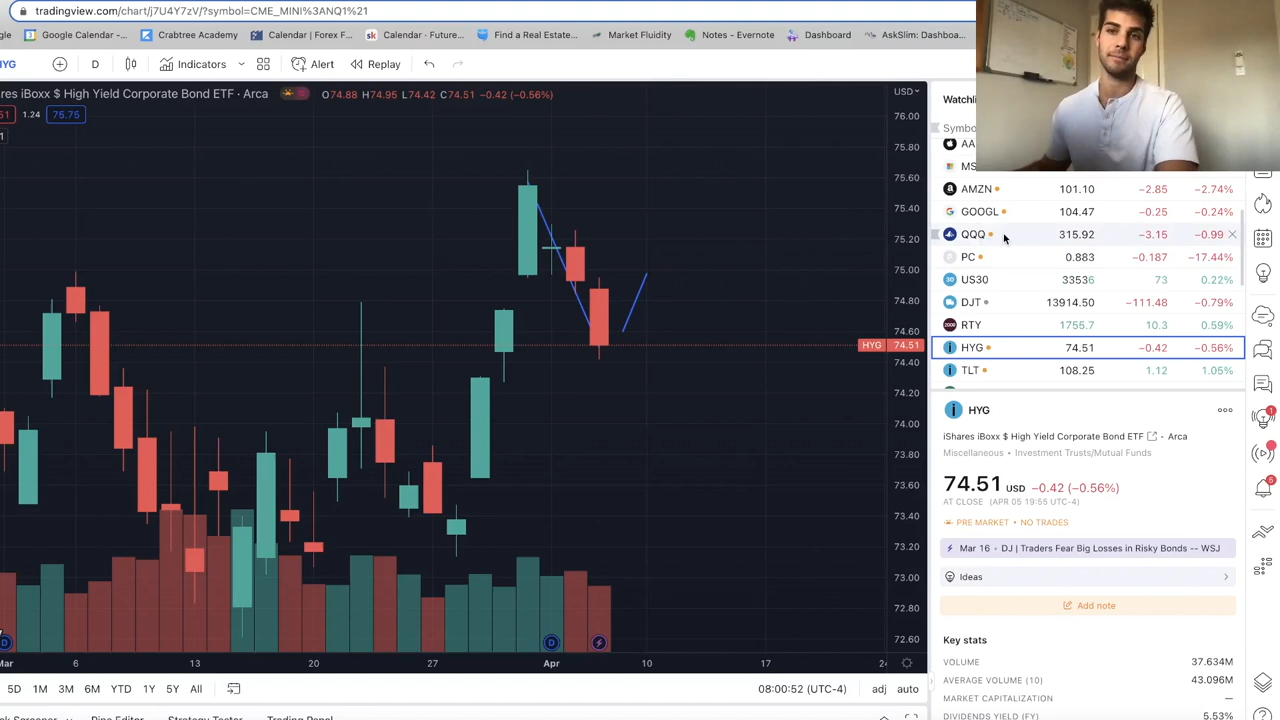 tradingview.com/chart/j7U4Y7zV/?symbol=CME_MINI%3ANQ1%21
gle Google Calendar -... Crabtree Academy Calendar | Forex F... Calendar · Future... Find a Real Estate... Market Fluidity Notes - Evernote Dashboard AskSlim: Dashboa...
HYG D Indicators Alert Replay
res iBoxx $ High Yield Corporate Bond ETF · Arca O74.88 H74.95 L74.42 C74.51 −0.42 (−0.56%) USD
51 1.24 75.75
1
Watchli
Symbo
AA
MS
AMZN 101.10 −2.85 −2.74%
GOOGL 104.47 −0.25 −0.24%
QQQ 315.92 −3.15 −0.99
PC 0.883 −0.187 −17.44%
US30 33536 73 0.22%
DJT 13914.50 −111.48 −0.79%
RTY 1755.7 10.3 0.59%
HYG 74.51 −0.42 −0.56%
TLT 108.25 1.12 1.05%
76.00
75.80
75.60
75.40
75.20
75.00
74.80
74.60
HYG 74.51
74.40
74.20
74.00
73.80
73.60
73.40
73.20
73.00
72.80
72.60
D D
Mar 6 13 20 27 Apr 10 17 24
5D 1M 3M 6M YTD 1Y 5Y All 08:00:52 (UTC-4) adj auto
Pine Editor Strategy Tester Trading Panel
HYG
iShares iBoxx $ High Yield Corporate Bond ETF · Arca
Miscellaneous • Investment Trusts/Mutual Funds
74.51 USD −0.42 (−0.56%)
AT CLOSE (APR 05 19:55 UTC-4)
PRE MARKET • NO TRADES
Mar 16 • DJ | Traders Fear Big Losses in Risky Bonds -- WSJ
Ideas
Add note
Key stats
VOLUME 37.634M
AVERAGE VOLUME (10) 43.096M
MARKET CAPITALIZATION —
DIVIDENDS YIELD (FY) 5.53%
1
5